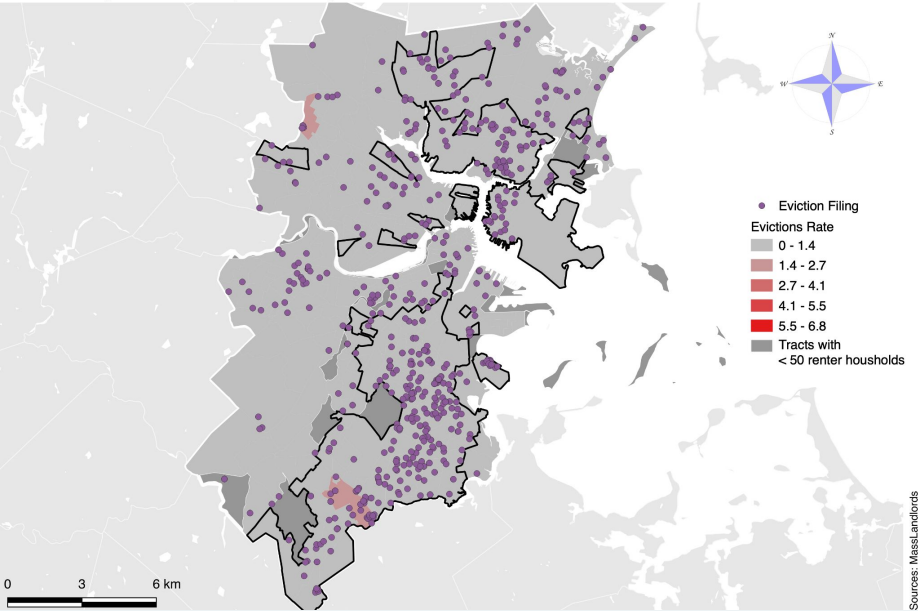 N
W
E
S
Eviction Filing
Evictions Rate
0 - 1.4
1.4 - 2.7
2.7 - 4.1
4.1 - 5.5
5.5 - 6.8
Tracts with
< 50 renter housholds
0 3 6 km
Sources: MassLandlords